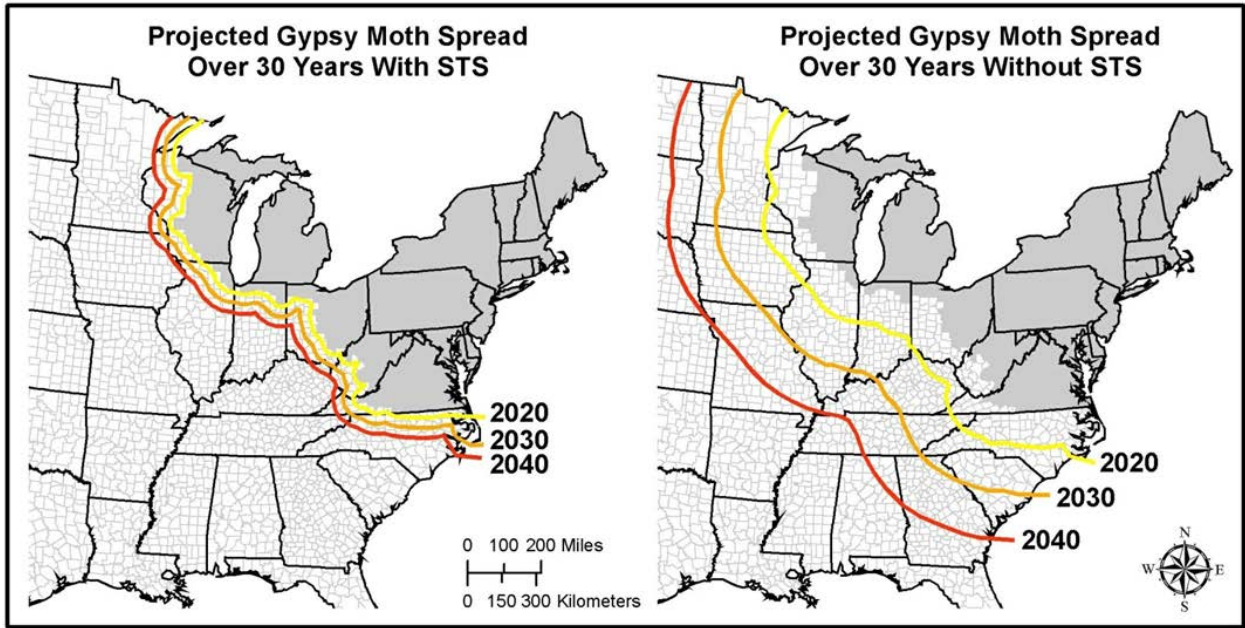 Projected Gypsy Moth Spread
Over 30 Years With STS
2020
2030
2040
0 100 200 Miles
0 150 300 Kilometers
Projected Gypsy Moth Spread
Over 30 Years Without STS
2020
2030
2040
N
W E
S